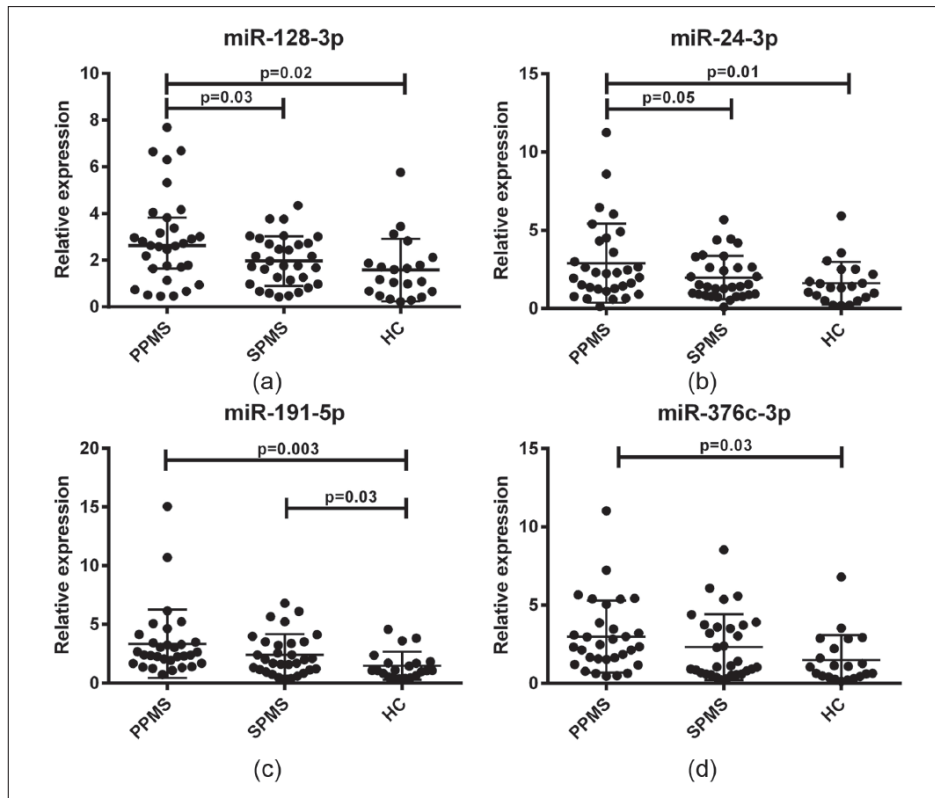 miR-128-3p
Relative expression
10
8
6
4
2
0
p=0.02
p=0.03
PPMS
SPMS
HC
(a)
miR-24-3p
Relative expression
15
10
5
0
p=0.01
p=0.05
PPMS
SPMS
HC
(b)
miR-191-5p
Relative expression
20
15
10
5
0
p=0.003
p=0.03
PPMS
SPMS
HC
(c)
miR-376c-3p
Relative expression
15
10
5
0
p=0.03
PPMS
SPMS
HC
(d)